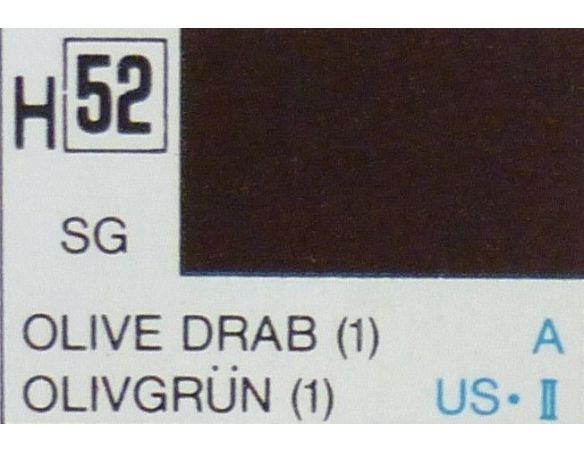 H 52
SG
OLIVE DRAB (1) A
OLIVGRÜN (1) US・Ⅱ